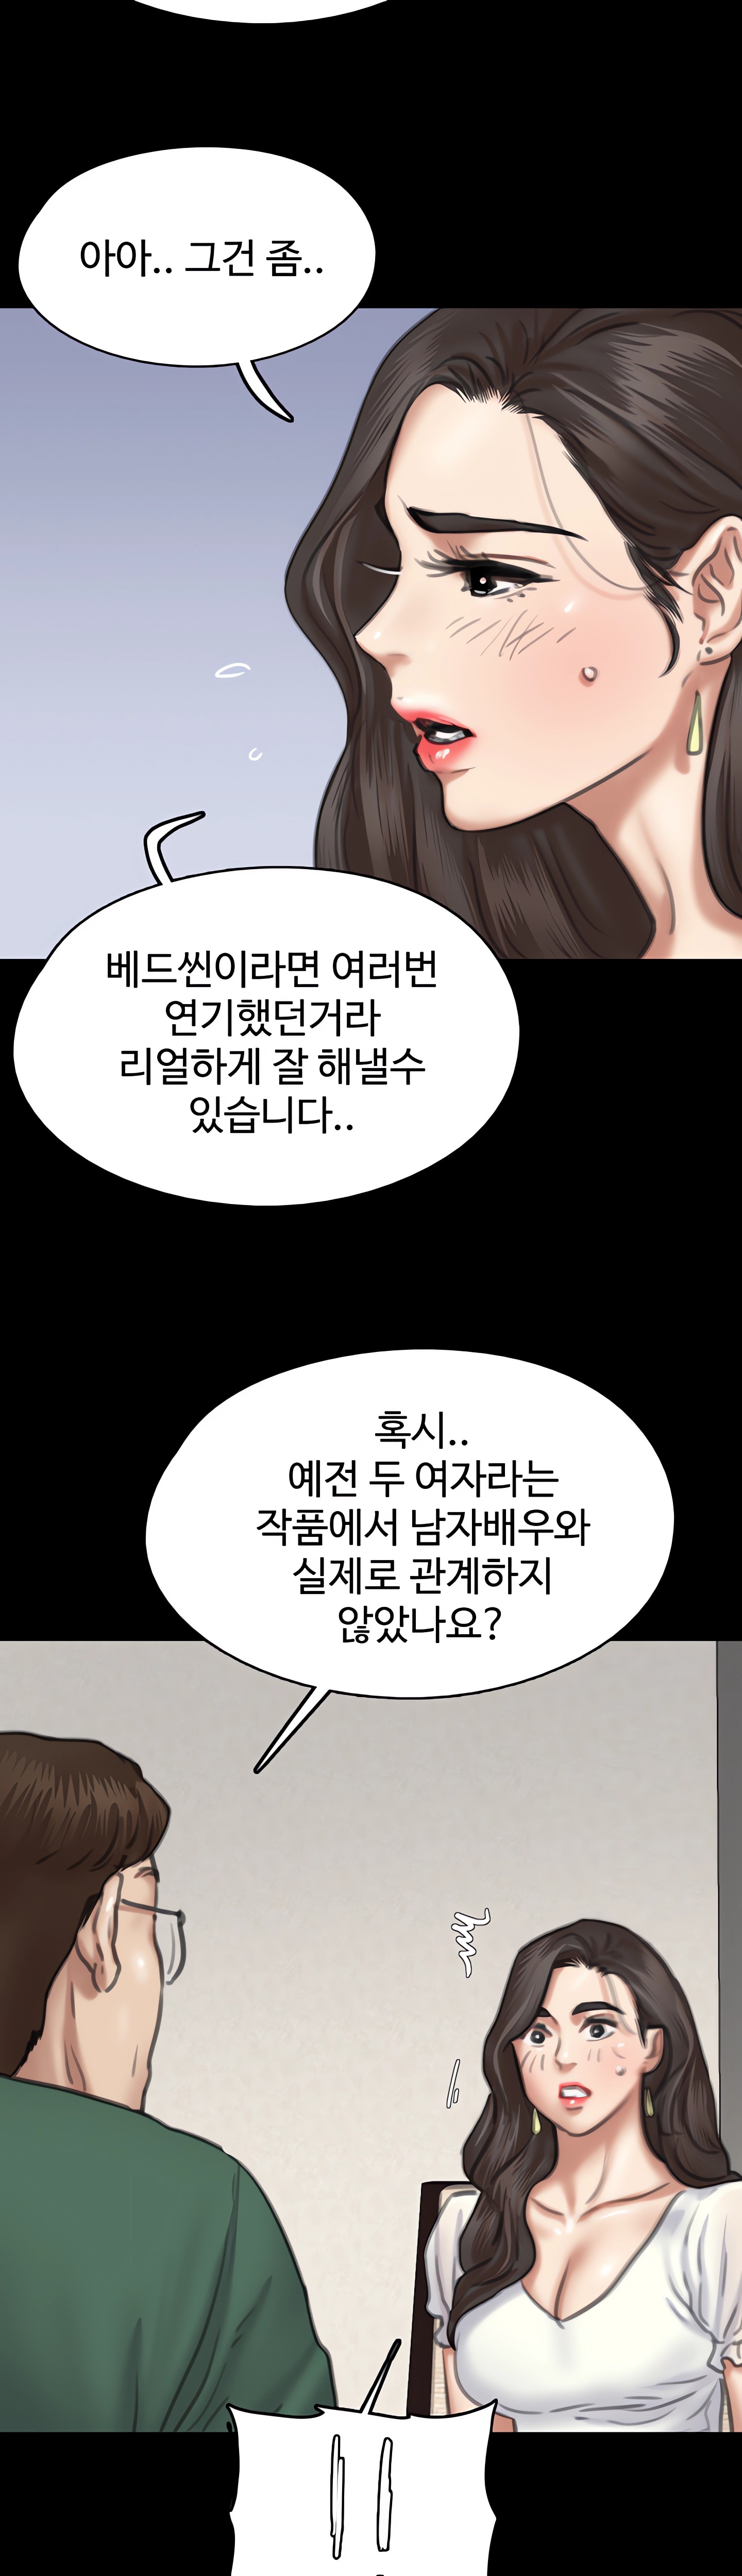 아아.. 그건 좀..
베드씬이라면 여러번
연기했던거라
리얼하게 잘 해낼수
있습니다..
혹시..
예전 두 여자라는
작품에서 남자배우와
실제로 관계하지
않았나요?